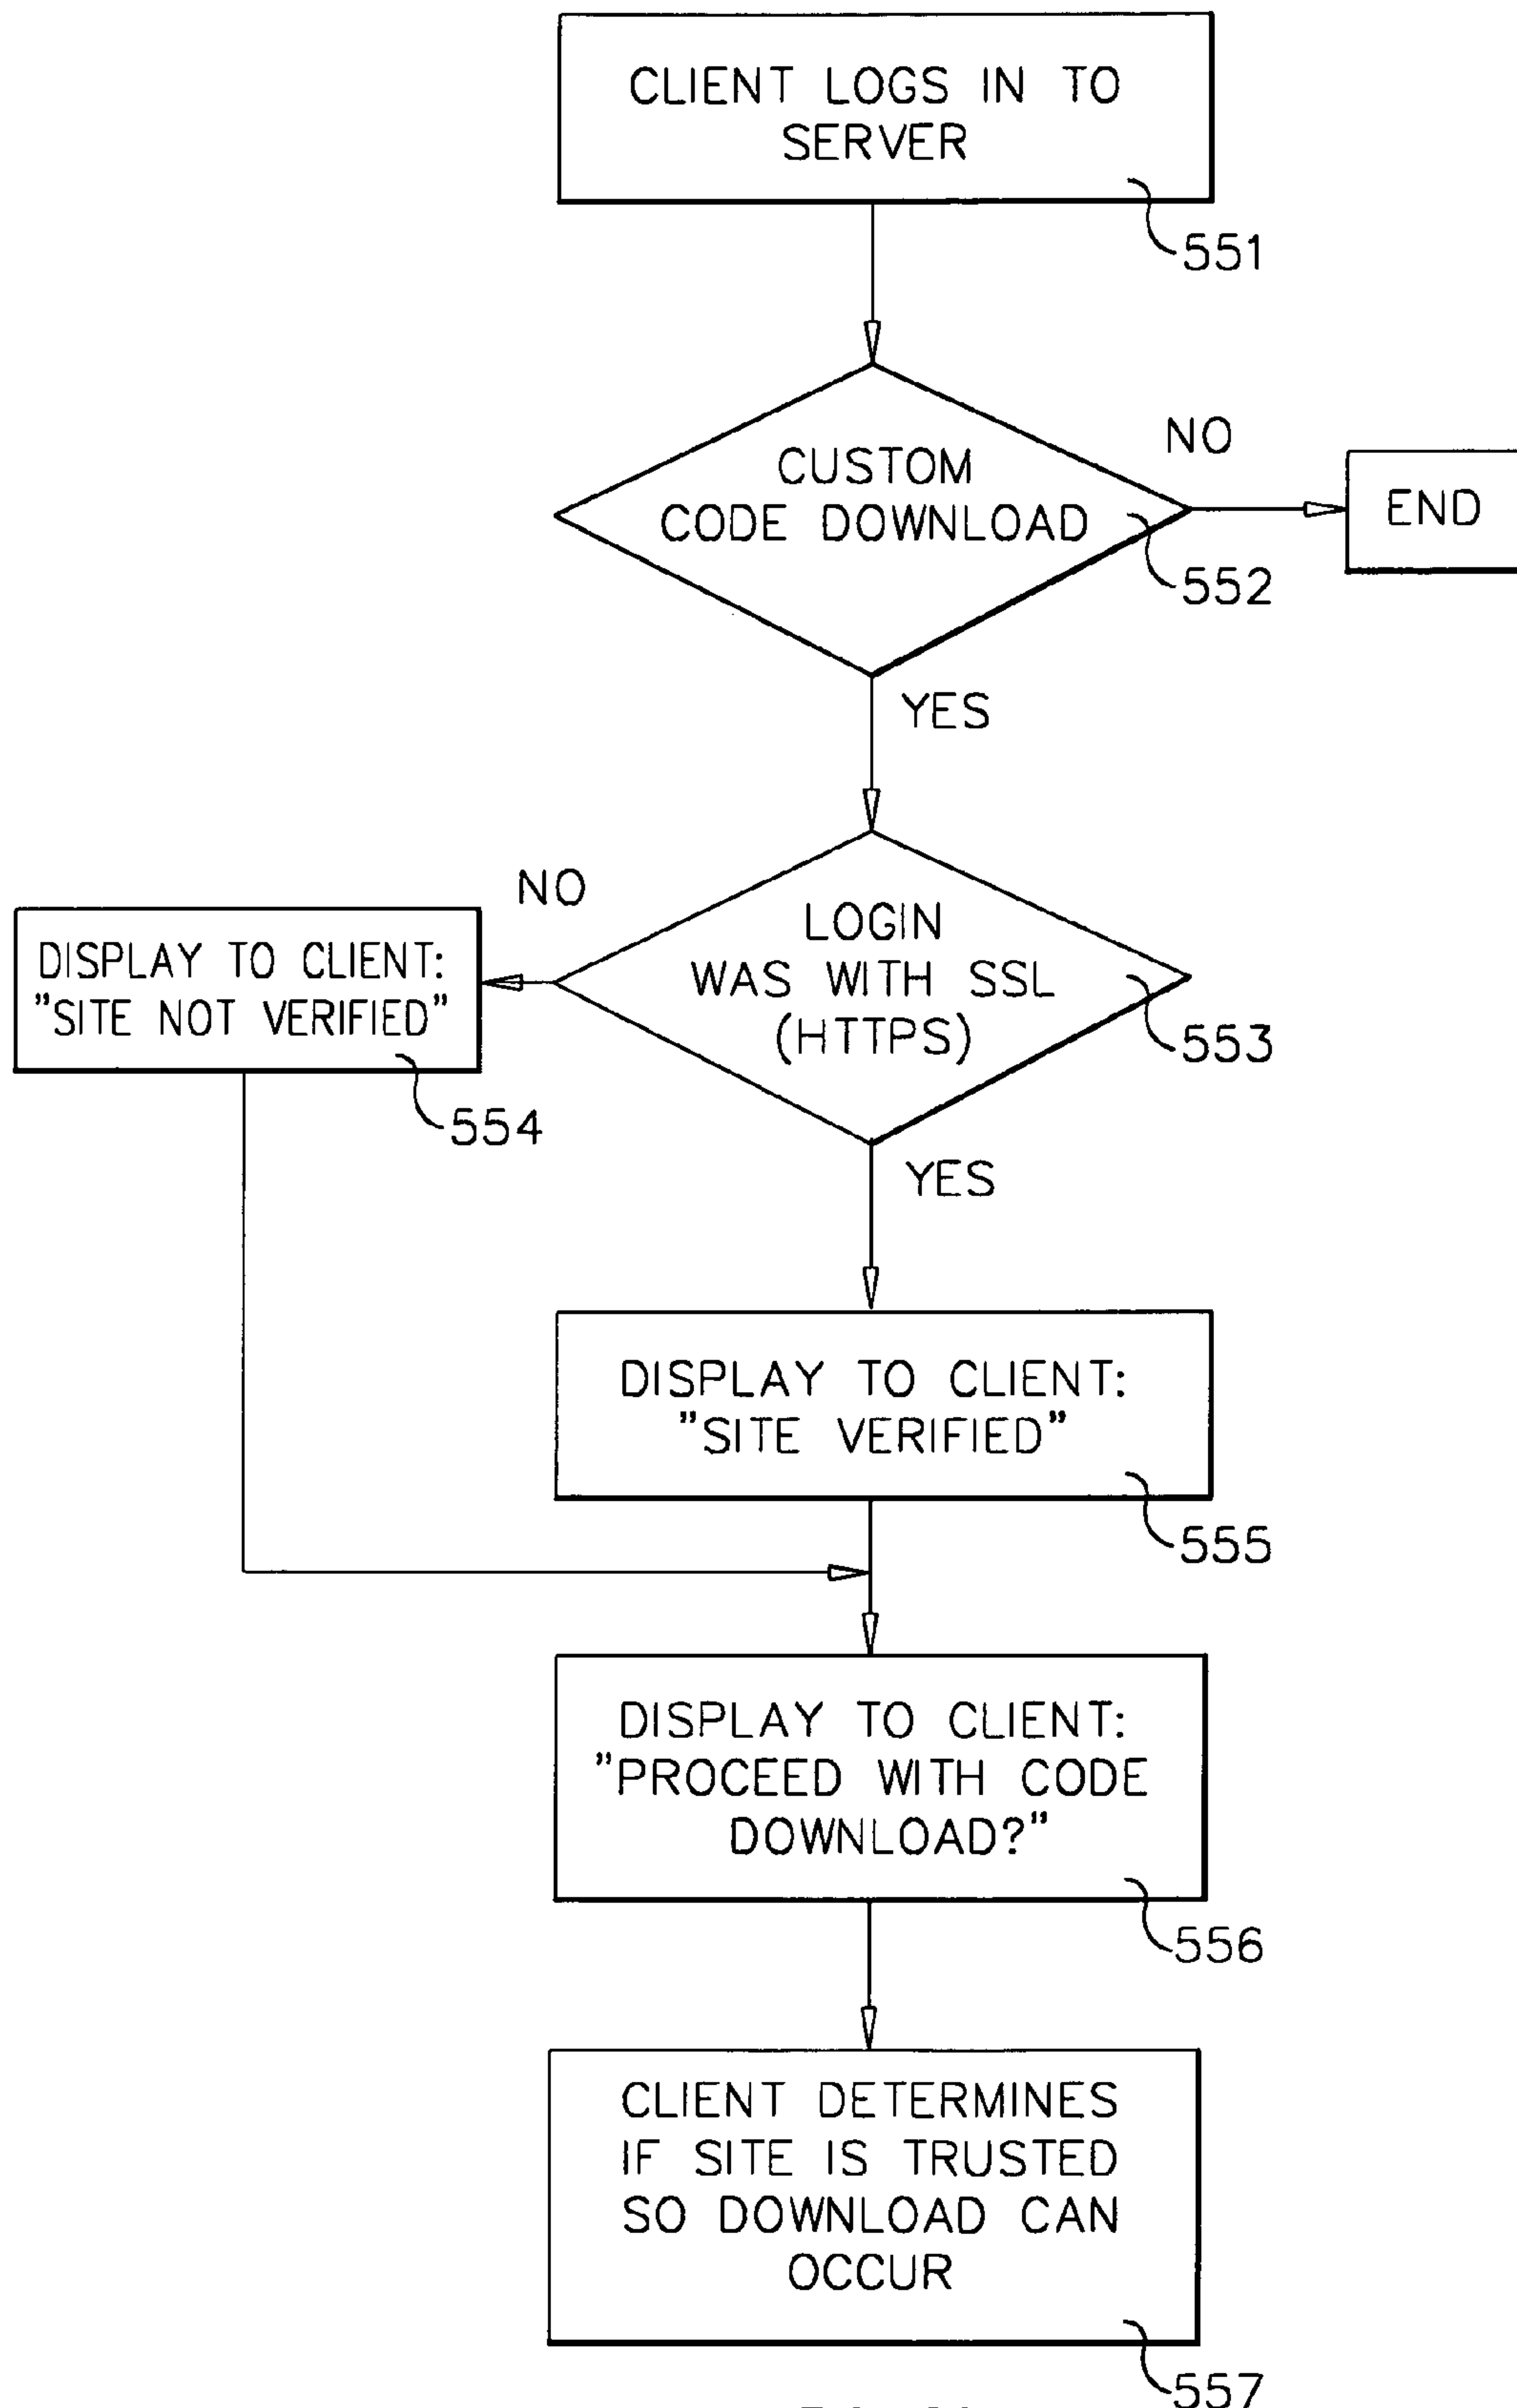 CLIENT LOGS IN TO
SERVER
551
CUSTOM
CODE DOWNLOAD
552
NO
END
YES
LOGIN
WAS WITH SSL
(HTTPS)
553
NO
DISPLAY TO CLIENT:
"SITE NOT VERIFIED"
554
YES
DISPLAY TO CLIENT:
"SITE VERIFIED"
555
DISPLAY TO CLIENT:
"PROCEED WITH CODE
DOWNLOAD?"
556
CLIENT DETERMINES
IF SITE IS TRUSTED
SO DOWNLOAD CAN
OCCUR
557